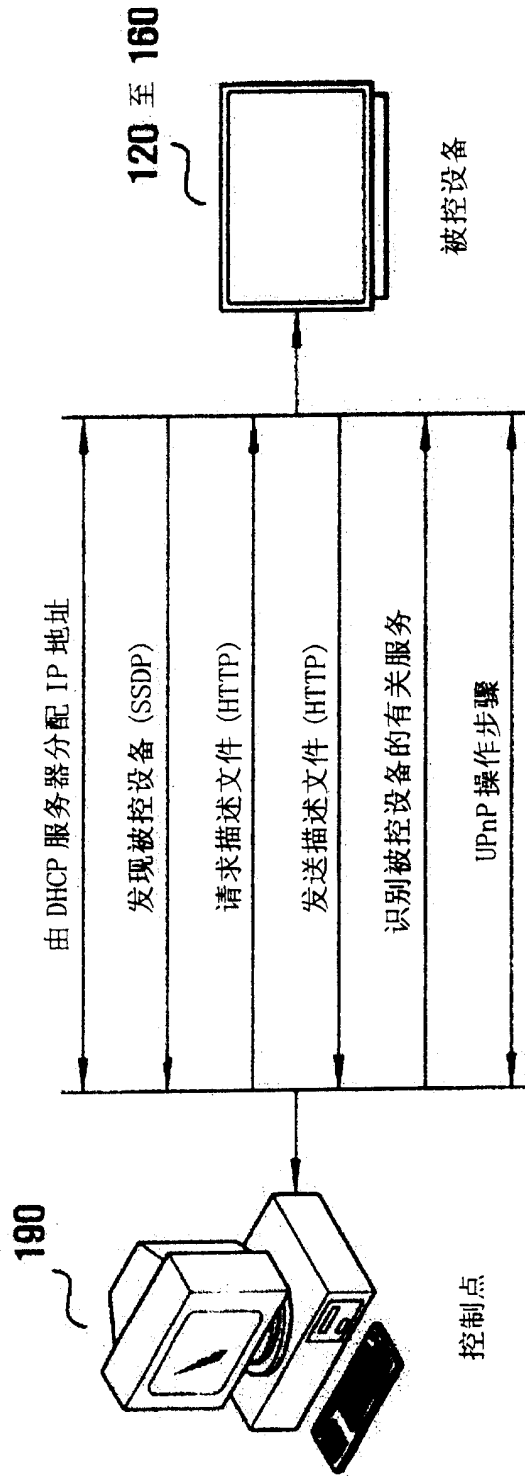 190
控制点
由 DHCP 服务器分配 IP 地址
发现被控设备 (SSDP)
请求描述文件 (HTTP)
发送描述文件 (HTTP)
识别被控设备的有关服务
UPnP 操作步骤
120 至 160
被控设备